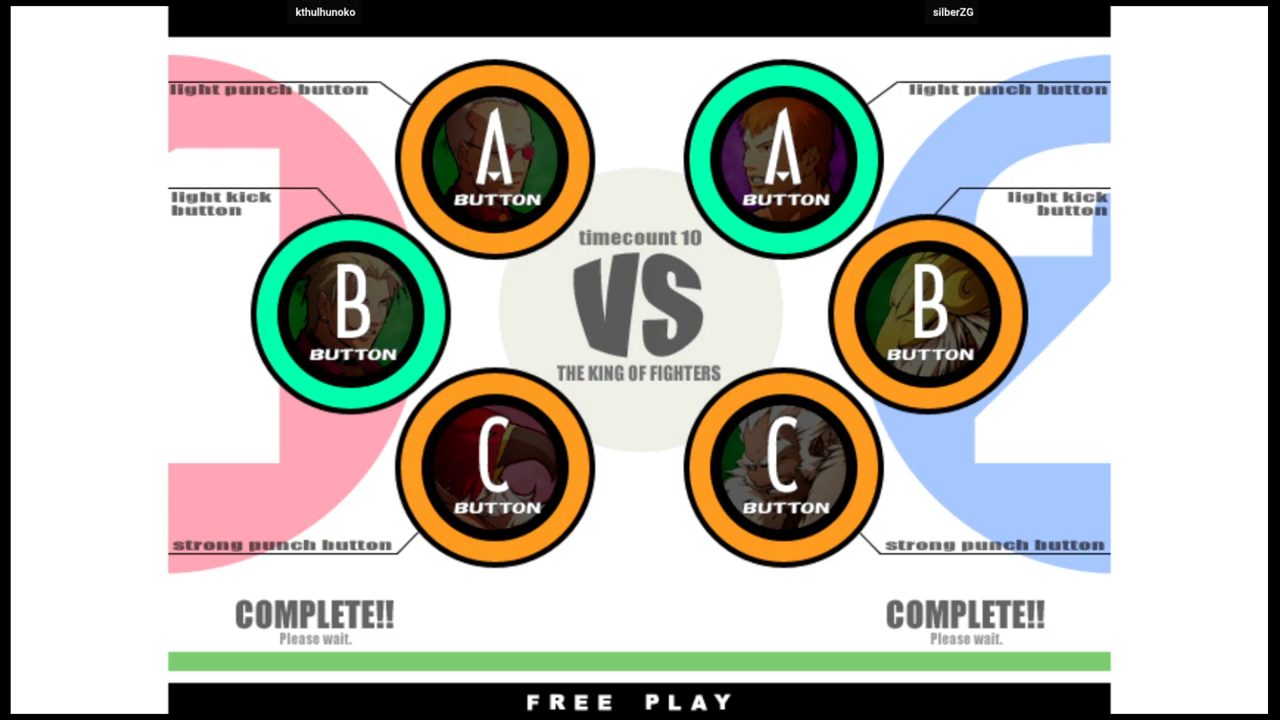 kthulhunoko
silberZG
light punch button
light punch button
A
BUTTON
A
BUTTON
light kick
button
light kick
button
timecount 10
VS
THE KING OF FIGHTERS
B
BUTTON
B
BUTTON
C
BUTTON
C
BUTTON
strong punch button
strong punch button
COMPLETE!!
Please wait.
COMPLETE!!
Please wait.
FREE PLAY